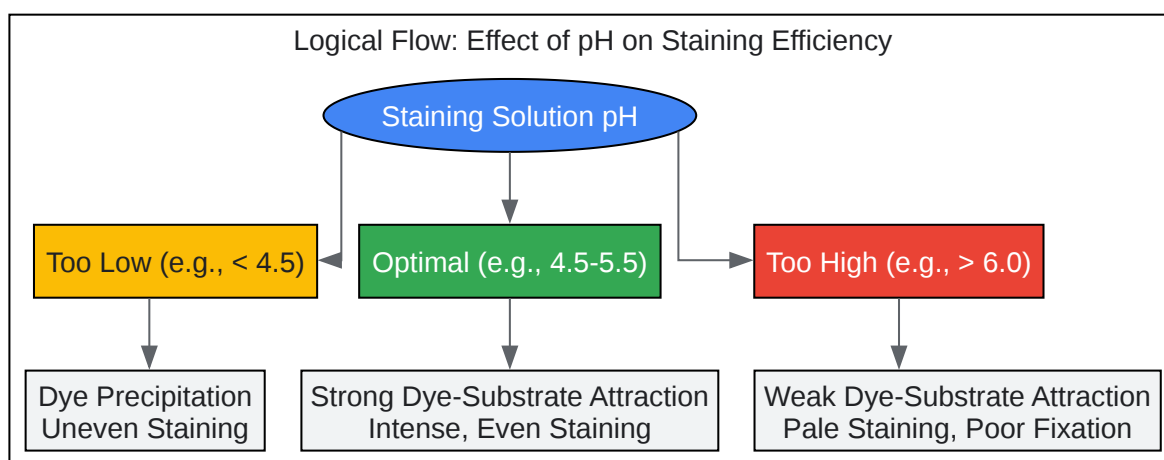 Logical Flow: Effect of pH on Staining Efficiency
Staining Solution pH
Too Low (e.g., < 4.5)
Optimal (e.g., 4.5-5.5)
Too High (e.g., > 6.0)
Dye Precipitation
Uneven Staining
Strong Dye-Substrate Attraction
Intense, Even Staining
Weak Dye-Substrate Attraction
Pale Staining, Poor Fixation